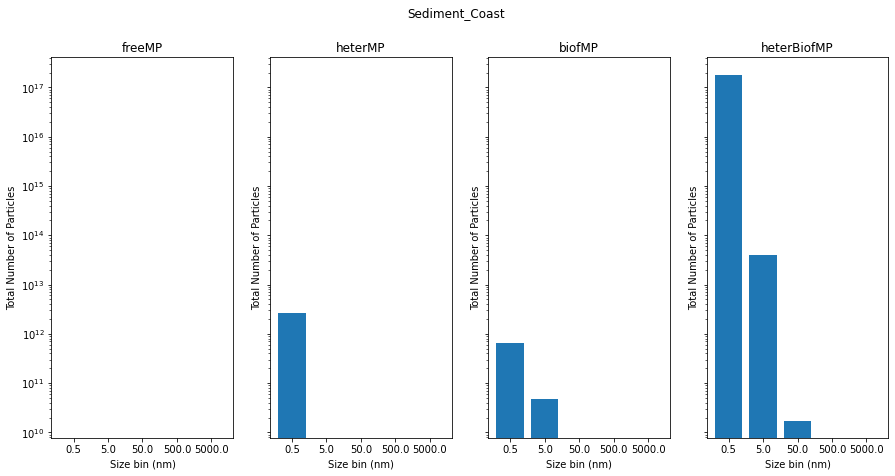 Sediment_Coast
freeMP
heterMP
biofMP
heterBiofMP
Total Number of Particles
10^17
10^16
10^15
10^14
10^13
10^12
10^11
10^10
0.5 5.0 50.0 500.0 5000.0
Size bin (nm)
Total Number of Particles
0.5 5.0 50.0 500.0 5000.0
Size bin (nm)
Total Number of Particles
0.5 5.0 50.0 500.0 5000.0
Size bin (nm)
Total Number of Particles
0.5 5.0 50.0 500.0 5000.0
Size bin (nm)